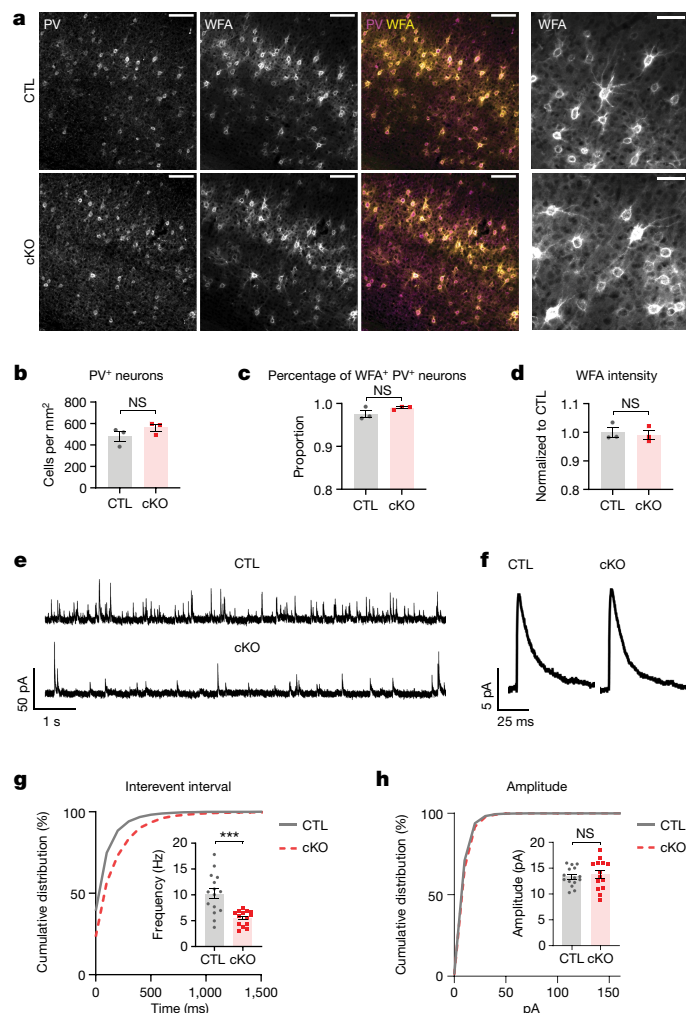 a
PV
WFA
PV WFA
WFA
CTL
cKO
b
PV⁺ neurons
NS
Cells per mm²
800
600
400
200
0
CTL
cKO
c
Percentage of WFA⁺ PV⁺ neurons
NS
Proportion
1.0
0.9
0.8
CTL
cKO
d
WFA intensity
NS
Normalized to CTL
1.1
1.0
0.9
0.8
CTL
cKO
e
CTL
cKO
50 pA
1 s
f
CTL
cKO
5 pA
25 ms
g
Interevent interval
Cumulative distribution (%)
100
50
0
0
500
1,000
1,500
Time (ms)
CTL
cKO
***
Frequency (Hz)
20
15
10
5
0
CTL cKO
h
Amplitude
Cumulative distribution (%)
100
50
0
0
50
100
150
pA
CTL
cKO
NS
Amplitude (pA)
20
15
10
5
0
CTL cKO